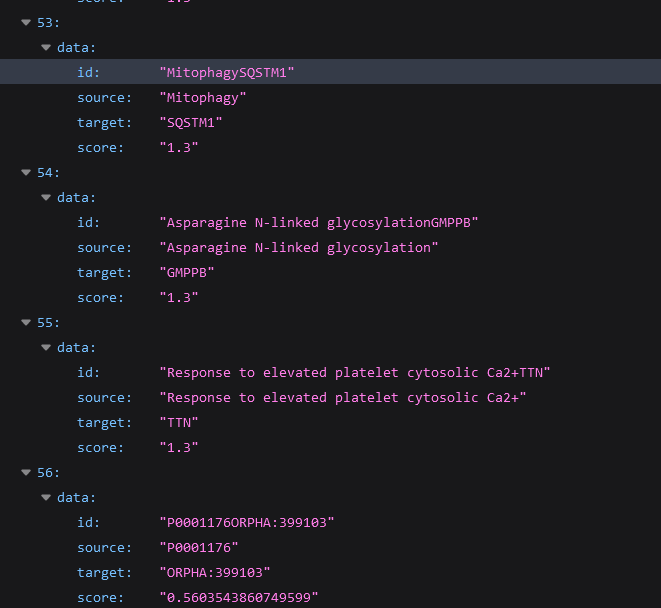 score: "1.3"
53:
data:
id: "MitophagySQSTM1"
source: "Mitophagy"
target: "SQSTM1"
score: "1.3"
54:
data:
id: "Asparagine N-linked glycosylationGMPPB"
source: "Asparagine N-linked glycosylation"
target: "GMPPB"
score: "1.3"
55:
data:
id: "Response to elevated platelet cytosolic Ca2+TTN"
source: "Response to elevated platelet cytosolic Ca2+"
target: "TTN"
score: "1.3"
56:
data:
id: "P0001176ORPHA:399103"
source: "P0001176"
target: "ORPHA:399103"
score: "0.5603543860749599"